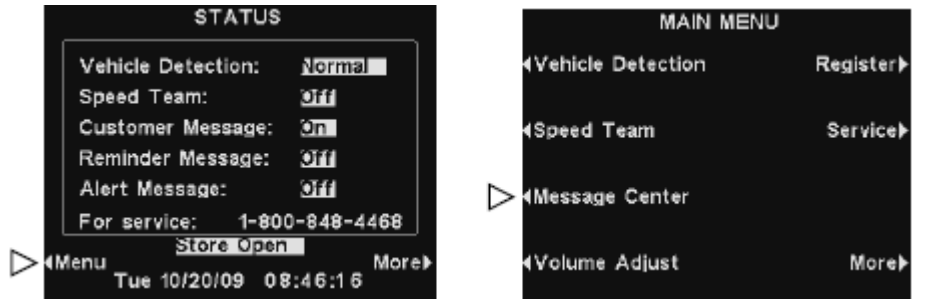 STATUS
Vehicle Detection: Normal
Speed Team: Off
Customer Message: On
Reminder Message: Off
Alert Message: Off
For service: 1-800-848-4468
Store Open
Menu More
Tue 10/20/09 08:46:16
MAIN MENU
Vehicle Detection Register
Speed Team Service
Message Center
Volume Adjust More